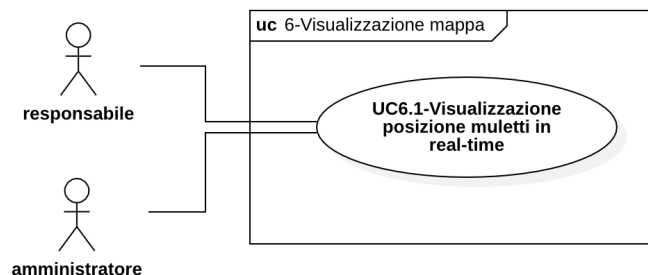 uc 6-Visualizzazione mappa
responsabile
UC6.1-Visualizzazione
posizione muletti in
real-time
amministratore